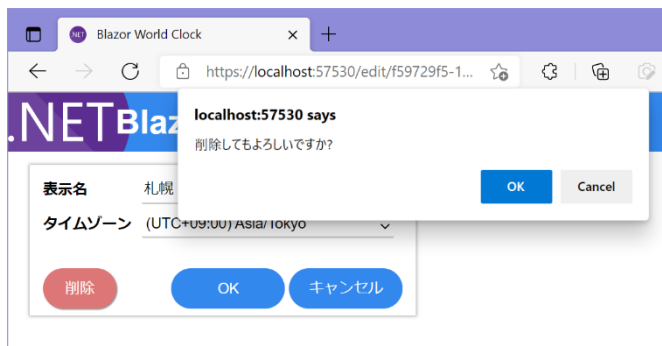 .NET Blazor World Clock
https://localhost:57530/edit/f59729f5-1...
.NET Blaz
localhost:57530 says
削除してもよろしいですか?
OK Cancel
表示名 札幌
タイムゾーン (UTC+09:00) Asia/Tokyo
削除 OK キャンセル